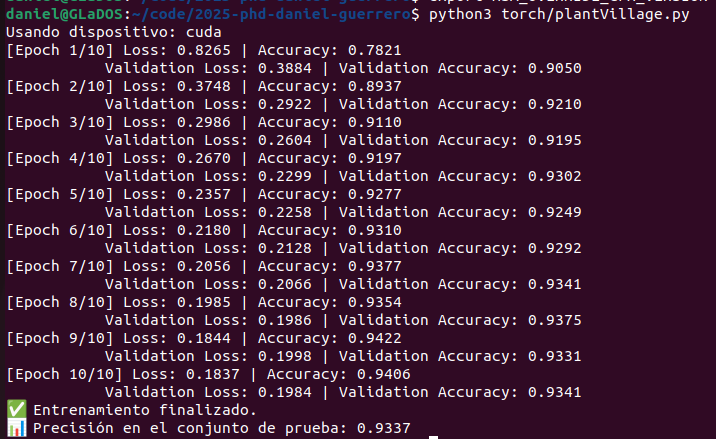 daniel@GLaDOS:~/code/2025-phd-daniel-guerrero$ python3 torch/plantVillage.py
Usando dispositivo: cuda
[Epoch 1/10] Loss: 0.8265 | Accuracy: 0.7821
Validation Loss: 0.3884 | Validation Accuracy: 0.9050
[Epoch 2/10] Loss: 0.3748 | Accuracy: 0.8937
Validation Loss: 0.2922 | Validation Accuracy: 0.9210
[Epoch 3/10] Loss: 0.2986 | Accuracy: 0.9110
Validation Loss: 0.2604 | Validation Accuracy: 0.9195
[Epoch 4/10] Loss: 0.2670 | Accuracy: 0.9197
Validation Loss: 0.2299 | Validation Accuracy: 0.9302
[Epoch 5/10] Loss: 0.2357 | Accuracy: 0.9277
Validation Loss: 0.2258 | Validation Accuracy: 0.9249
[Epoch 6/10] Loss: 0.2180 | Accuracy: 0.9310
Validation Loss: 0.2128 | Validation Accuracy: 0.9292
[Epoch 7/10] Loss: 0.2056 | Accuracy: 0.9377
Validation Loss: 0.2066 | Validation Accuracy: 0.9341
[Epoch 8/10] Loss: 0.1985 | Accuracy: 0.9354
Validation Loss: 0.1986 | Validation Accuracy: 0.9375
[Epoch 9/10] Loss: 0.1844 | Accuracy: 0.9422
Validation Loss: 0.1998 | Validation Accuracy: 0.9331
[Epoch 10/10] Loss: 0.1837 | Accuracy: 0.9406
Validation Loss: 0.1984 | Validation Accuracy: 0.9341
✅ Entrenamiento finalizado.
📊 Precisión en el conjunto de prueba: 0.9337